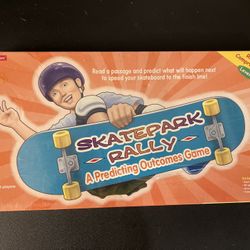 Read a passage and predict what will happen next
to speed your skateboard to the finish line!
SKATEPARK
RALLY
A Predicting Outcomes Game
players